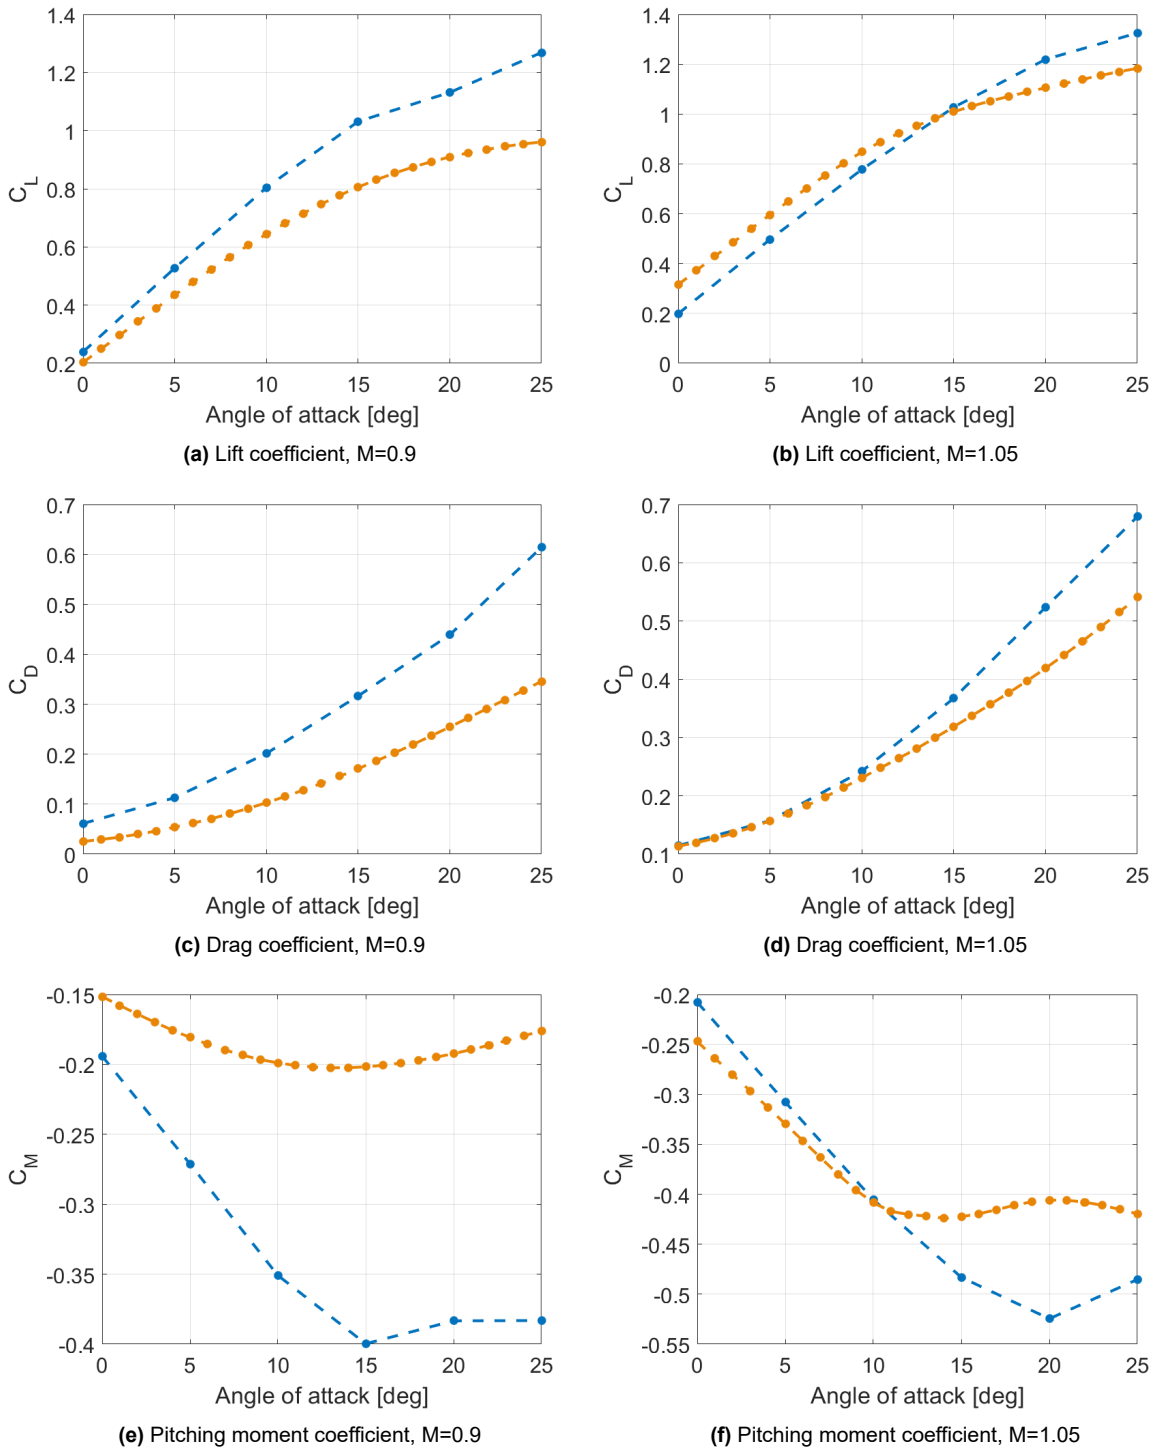 1.4
1.2
1
0.8
0.6
0.4
0.2
C_L
0 5 10 15 20 25
Angle of attack [deg]
(a) Lift coefficient, M=0.9
1.4
1.2
1
0.8
0.6
0.4
0.2
0
C_L
0 5 10 15 20 25
Angle of attack [deg]
(b) Lift coefficient, M=1.05
0.7
0.6
0.5
0.4
0.3
0.2
0.1
0
C_D
0 5 10 15 20 25
Angle of attack [deg]
(c) Drag coefficient, M=0.9
0.7
0.6
0.5
0.4
0.3
0.2
0.1
C_D
0 5 10 15 20 25
Angle of attack [deg]
(d) Drag coefficient, M=1.05
-0.15
-0.2
-0.25
-0.3
-0.35
-0.4
C_M
0 5 10 15 20 25
Angle of attack [deg]
(e) Pitching moment coefficient, M=0.9
-0.2
-0.25
-0.3
-0.35
-0.4
-0.45
-0.5
-0.55
C_M
0 5 10 15 20 25
Angle of attack [deg]
(f) Pitching moment coefficient, M=1.05